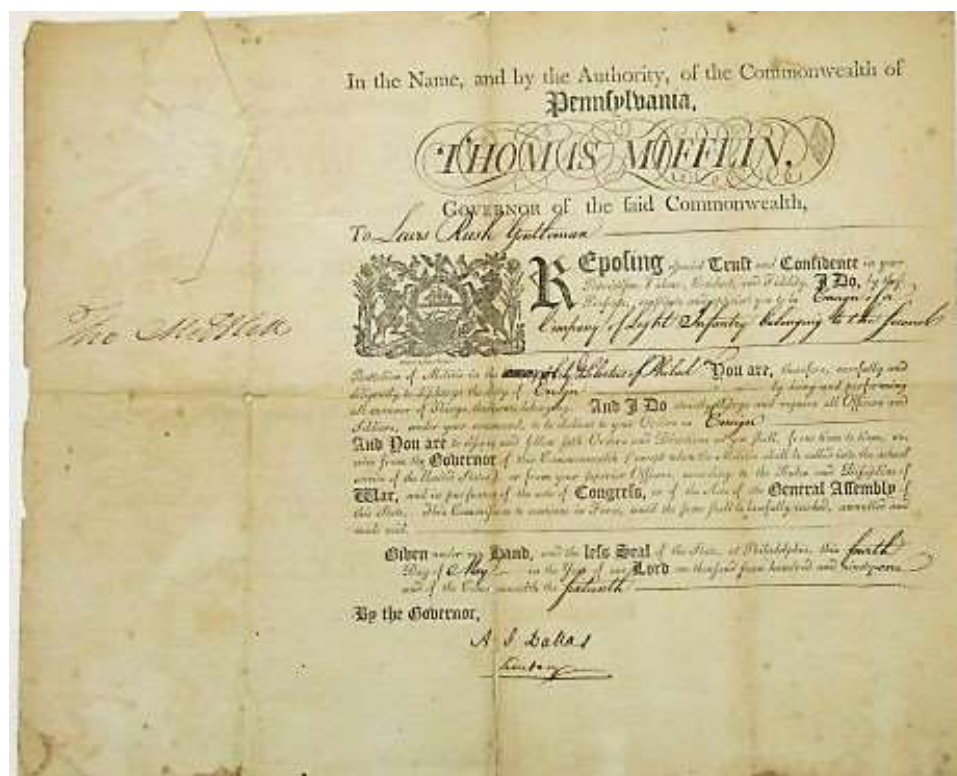 In the Name, and by the Authority, of the Commonwealth of
Pennsylvania,
THOMAS MIFFLIN,
GOVERNOR of the said Commonwealth,
To Lewis Rush Gentleman
REposing especial Trust and Confidence in your
Patriotism, Valour, Conduct, and Fidelity, I Do, by these
Presents, you to be Ensign of a
Company of Light Infantry belonging to the second
Tho Mifflin
Battalion of Militia in the City & Liberties of Philad. You are, therefore, carefully and
diligently to discharge the duty of Ensign by doing and performing
all manner of Things thereunto belonging. And I Do strictly charge and require all Officers and
Soldiers, under your command, to be obedient to your Orders as Ensign
And You are to observe and follow such Orders and Directions as you shall, from time to time, re-
ceive from the Governor of this Commonwealth (except when the Militia shall be called into the actual
service of the United States) or from your superior Officers, according to the Rules and Discipline of
War, and in pursuance of the acts of Congress, or of the Acts of the General Assembly of
this State. This Commission to continue in Force, until the same shall be lawfully revoked, annulled and
made void.
Given under my Hand, and the less Seal of the State, at Philadelphia, this fourth
Day of May in the Year of our Lord one thousand seven hundred and ninety one
and of the Commonwealth the fifteenth
By the Governor,
A J Dallas
Secretary